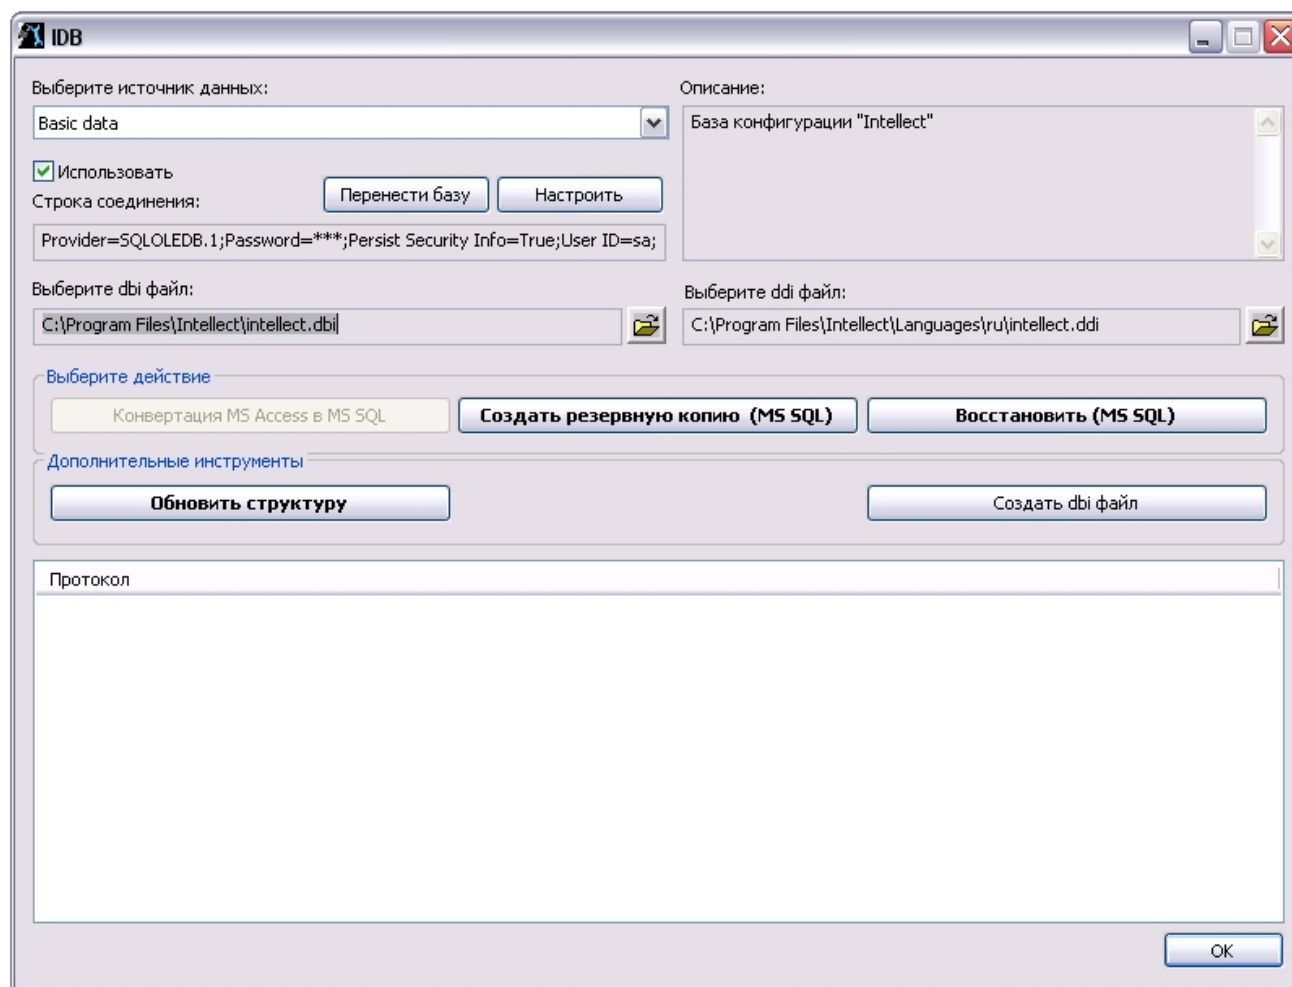 IDB
Выберите источник данных:
Описание:
Basic data
База конфигурации "Intellect"
Использовать
Строка соединения:
Перенести базу
Настроить
Provider=SQLOLEDB.1;Password=***;Persist Security Info=True;User ID=sa;
Выберите dbi файл:
Выберите ddi файл:
C:\Program Files\Intellect\intellect.dbi
C:\Program Files\Intellect\Languages\ru\intellect.ddi
Выберите действие
Конвертация MS Access в MS SQL
Создать резервную копию (MS SQL)
Восстановить (MS SQL)
Дополнительные инструменты
Обновить структуру
Создать dbi файл
Протокол
OK